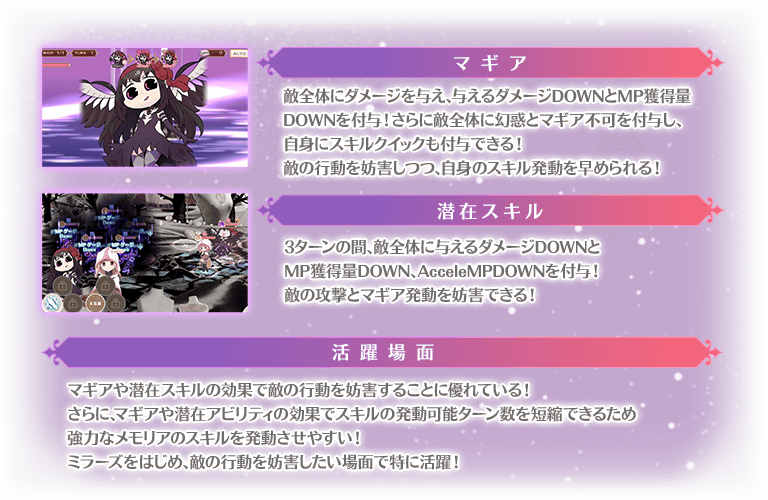 AUTO
マギア
敵全体にダメージを与え、与えるダメージDOWNとMP獲得量
DOWNを付与！さらに敵全体に幻惑とマギア不可を付与し、
自身にスキルクイックも付与できる！
敵の行動を妨害しつつ、自身のスキル発動を早められる！
潜在スキル
3ターンの間、敵全体に与えるダメージDOWNと
MP獲得量DOWN、AcceleMPDOWNを付与！
敵の攻撃とマギア発動を妨害できる！
活躍場面
マギアや潜在スキルの効果で敵の行動を妨害することに優れている！
さらに、マギアや潜在アビリティの効果でスキルの発動可能ターン数を短縮できるため
強力なメモリアのスキルを発動させやすい！
ミラーズをはじめ、敵の行動を妨害したい場面で特に活躍！